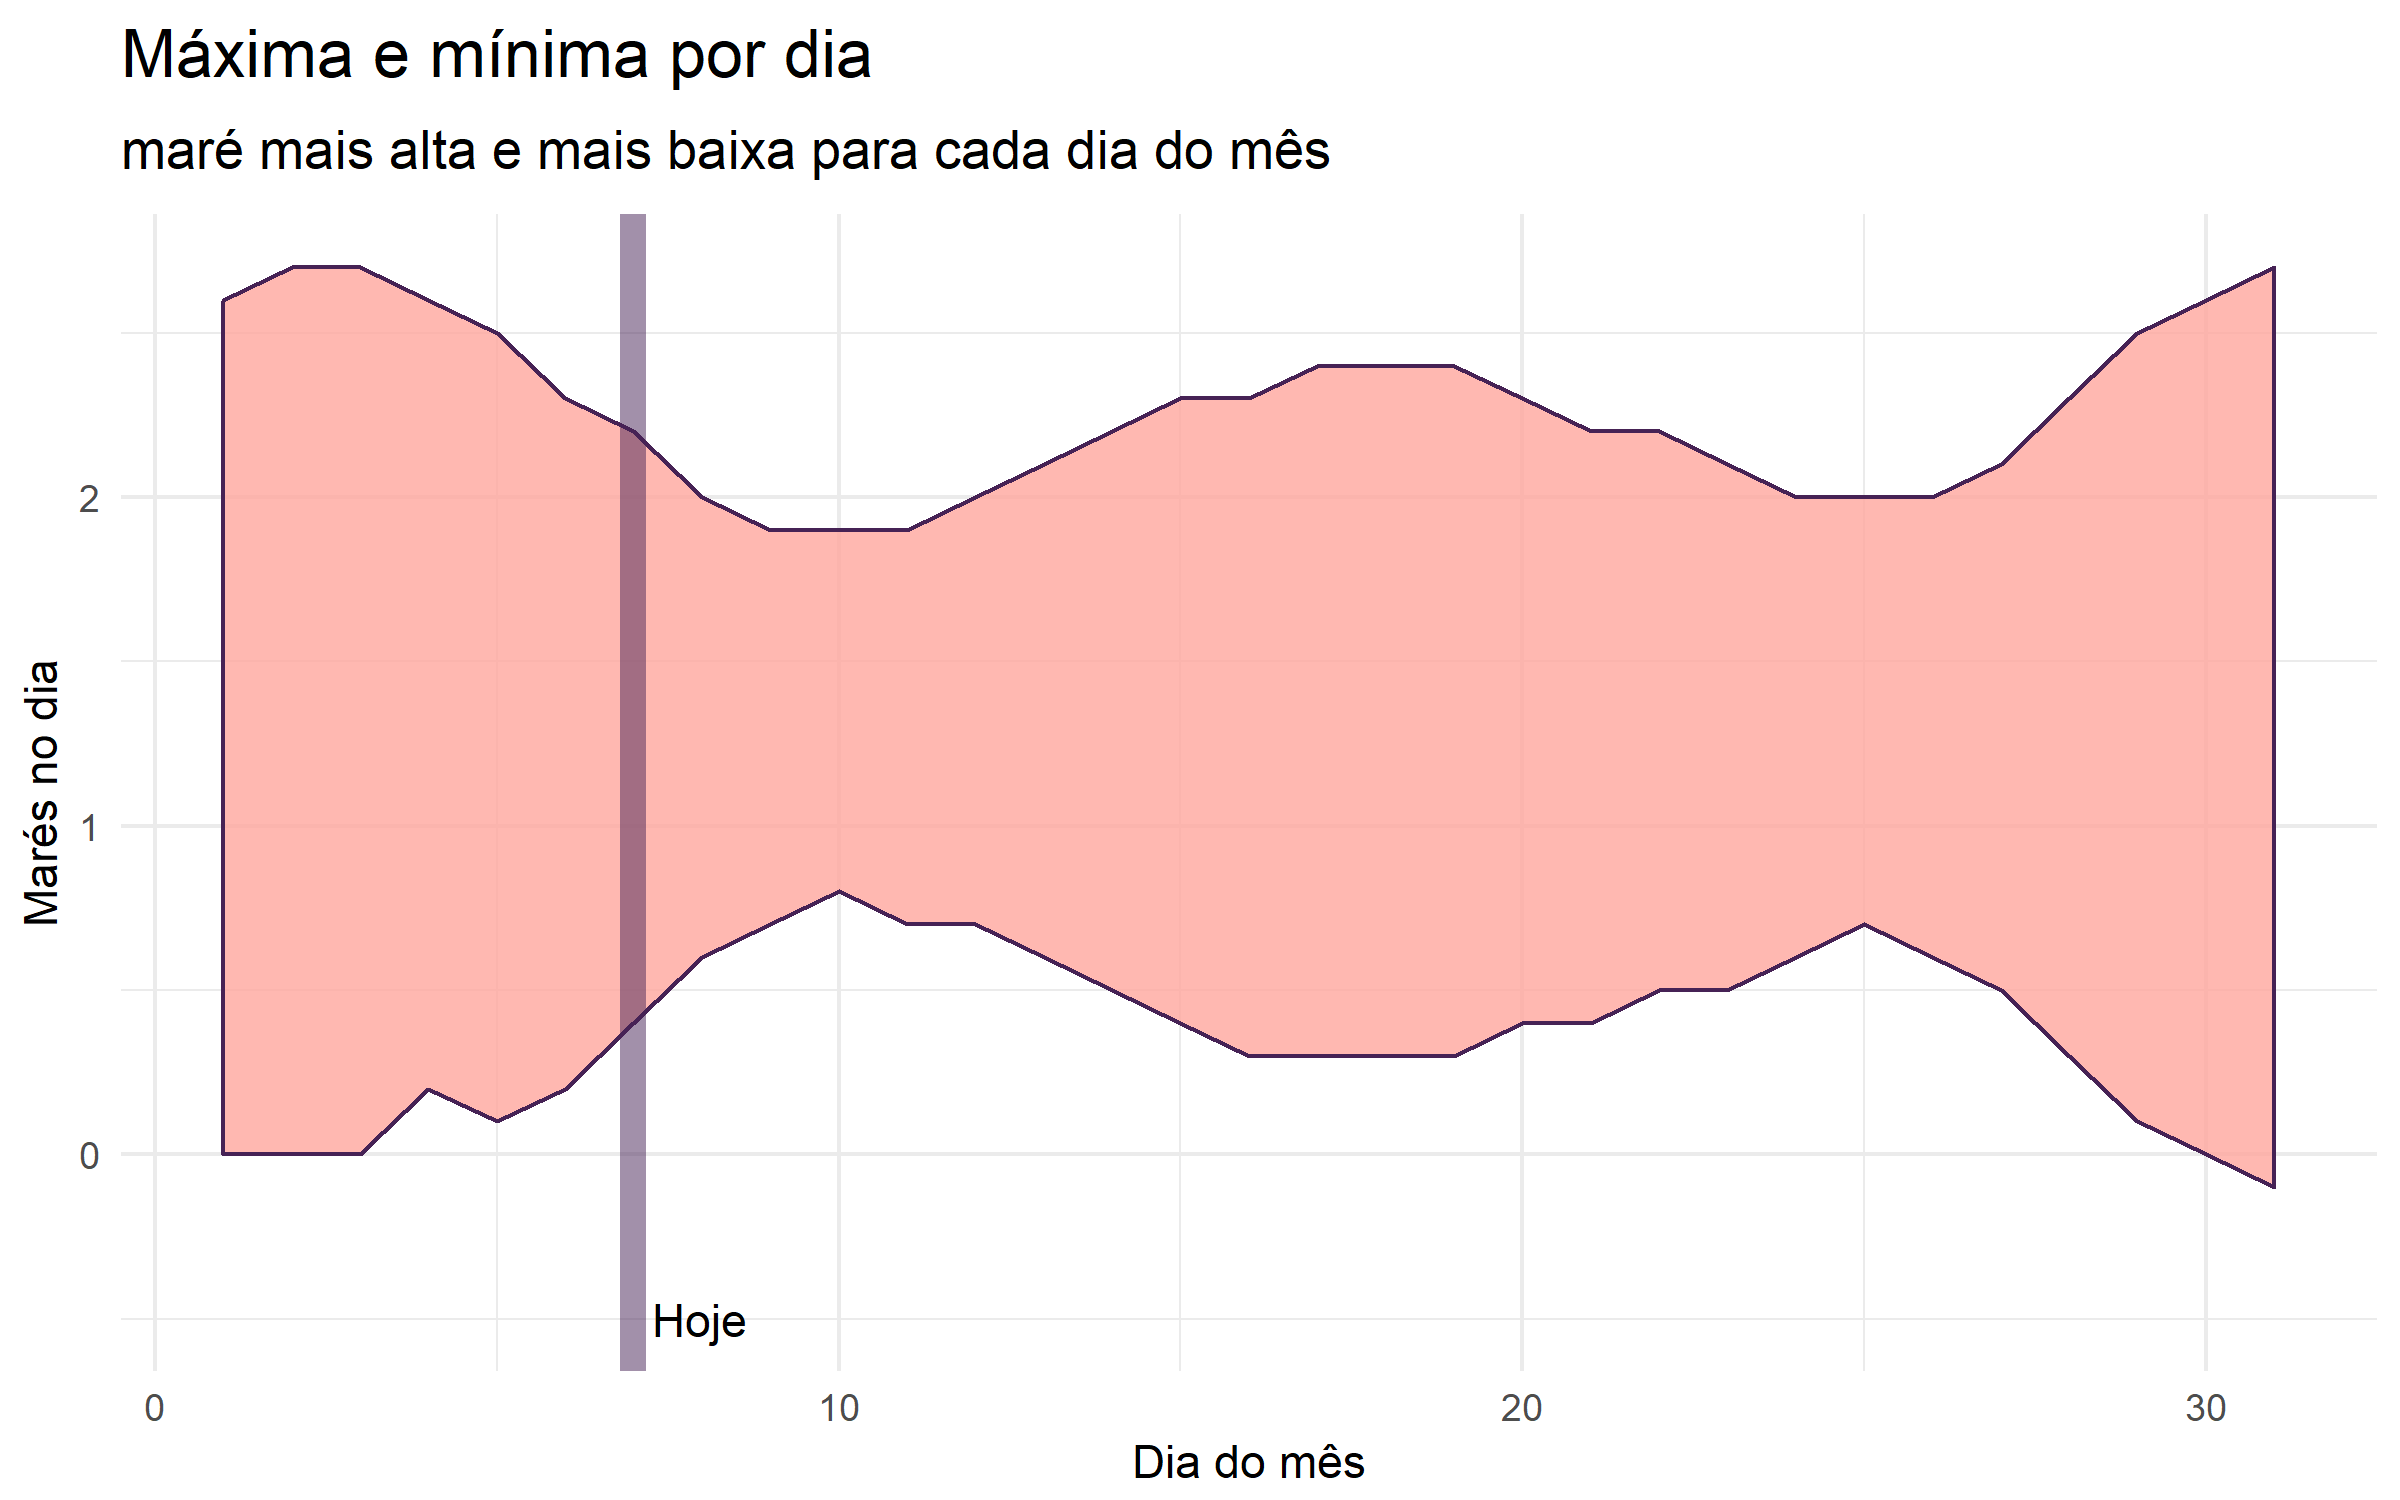 Máxima e mínima por dia
maré mais alta e mais baixa para cada dia do mês
Marés no dia
2
1
0
Hoje
0 10 20 30
Dia do mês